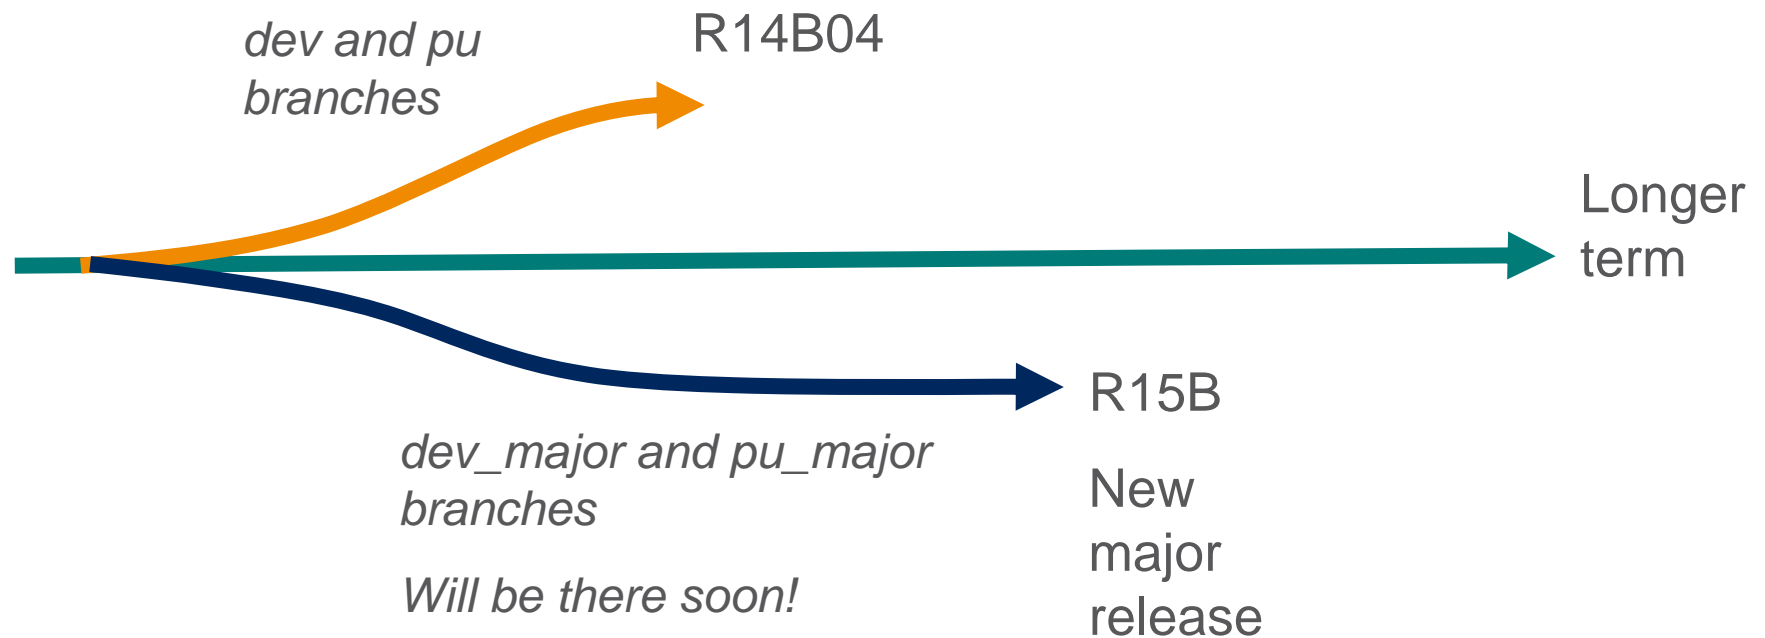 dev and pu
branches
R14B04
Longer
term
R15B
dev_major and pu_major
branches
Will be there soon!
New
major
release